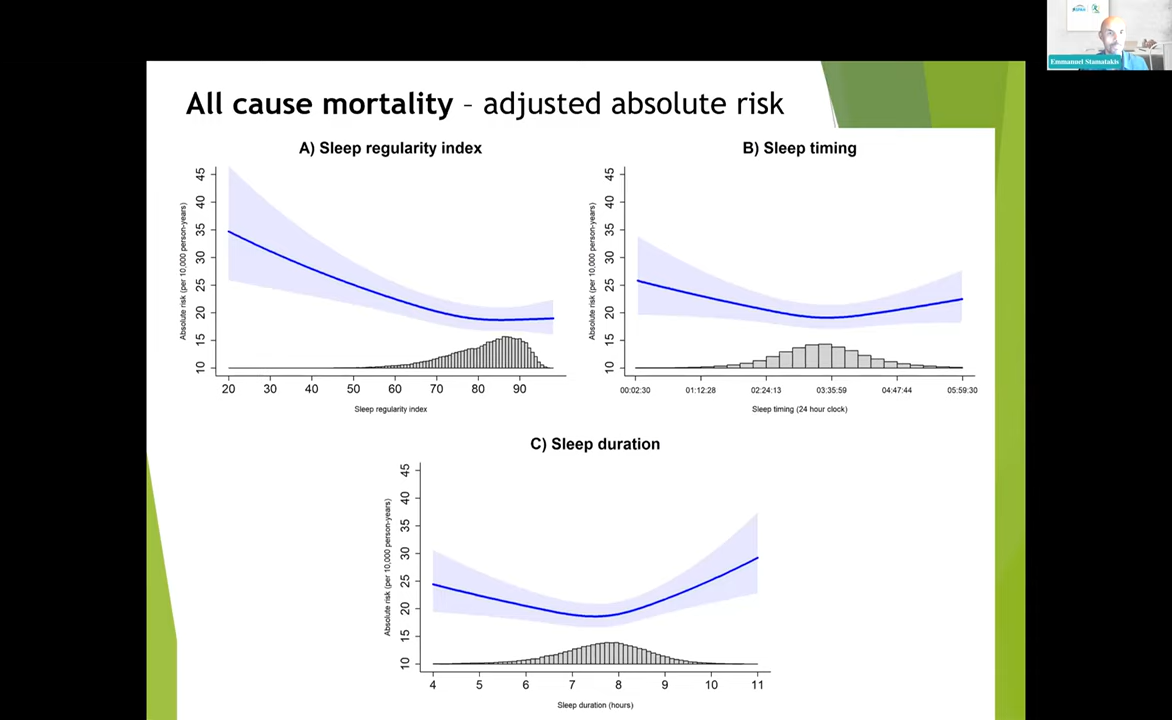 Emmanuel Stamatakis
All cause mortality – adjusted absolute risk
A) Sleep regularity index
45
40
35
30
25
20
15
10
Absolute risk (per 10,000 person-years)
20 30 40 50 60 70 80 90
Sleep regularity index
B) Sleep timing
45
40
35
30
25
20
15
10
Absolute risk (per 10,000 person-years)
00:02:30 01:12:28 02:24:13 03:35:59 04:47:44 05:59:30
Sleep timing (24 hour clock)
C) Sleep duration
45
40
35
30
25
20
15
10
Absolute risk (per 10,000 person-years)
4 5 6 7 8 9 10 11
Sleep duration (hours)